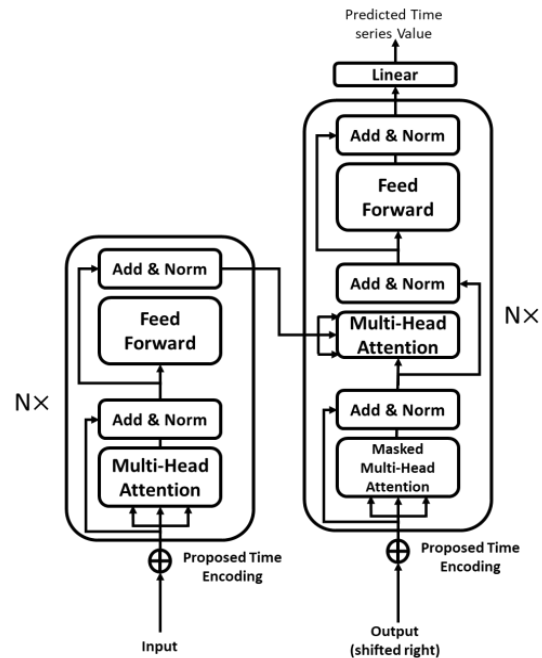 Predicted Time
series Value
Linear
Add & Norm
Feed
Forward
Add & Norm
Multi-Head
Attention
N×
Add & Norm
Masked
Multi-Head
Attention
Proposed Time
Encoding
Output
(shifted right)
Add & Norm
Feed
Forward
N×
Add & Norm
Multi-Head
Attention
Proposed Time
Encoding
Input